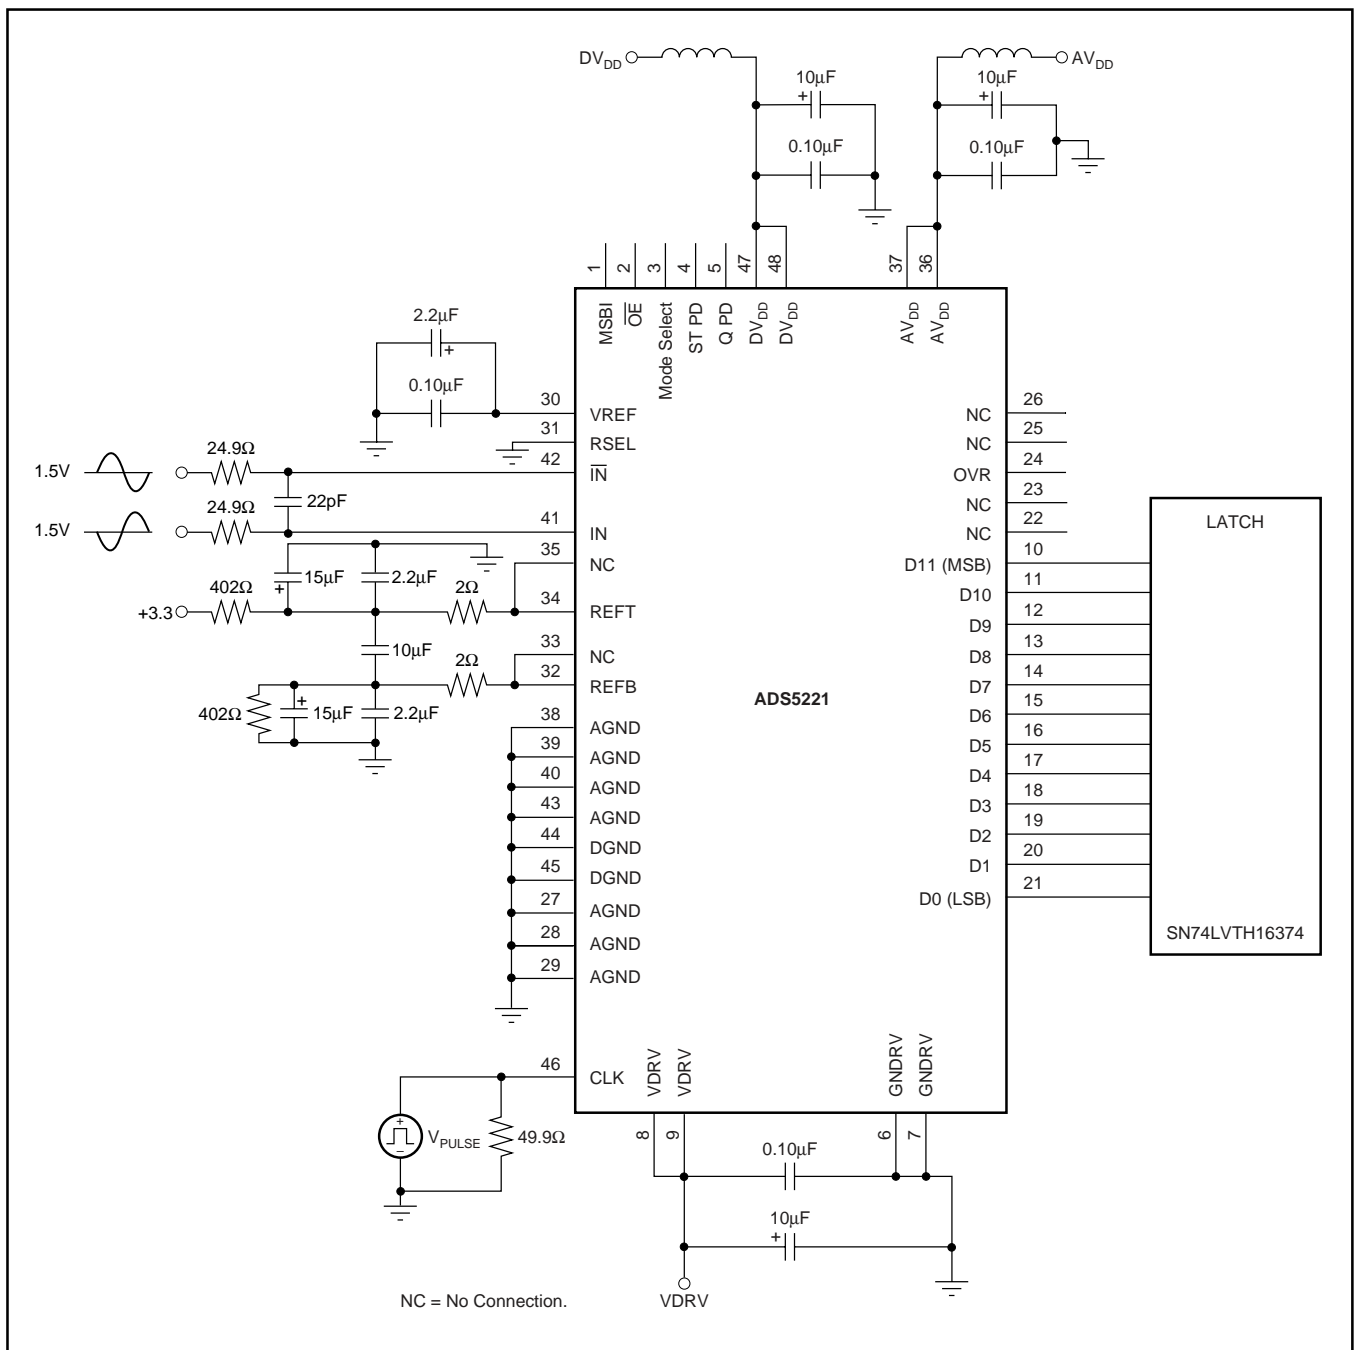 DVDD
AVDD
10µF
+
10µF
+
0.10µF
0.10µF
1
2
3
4
5
47
48
37
36
MSBI
OE
Mode Select
ST PD
Q PD
DVDD
DVDD
AVDD
AVDD
2.2µF
+
0.10µF
30
VREF
31
RSEL
24.9Ω
42
IN
1.5V
22pF
24.9Ω
41
IN
1.5V
35
NC
15µF
+
2.2µF
402Ω
2Ω
34
REFT
+3.3
10µF
33
NC
2Ω
32
REFB
402Ω
+
15µF
2.2µF
38
AGND
39
AGND
40
AGND
43
AGND
44
DGND
45
DGND
27
AGND
28
AGND
29
AGND
46
CLK
+
–
VPULSE
49.9Ω
ADS5221
26
NC
25
NC
24
OVR
23
NC
22
NC
10
D11 (MSB)
11
D10
12
D9
13
D8
14
D7
15
D6
16
D5
17
D4
18
D3
19
D2
20
D1
21
D0 (LSB)
LATCH
SN74LVTH16374
VDRV
VDRV
GNDRV
GNDRV
8
9
6
7
0.10µF
10µF
+
VDRV
NC = No Connection.